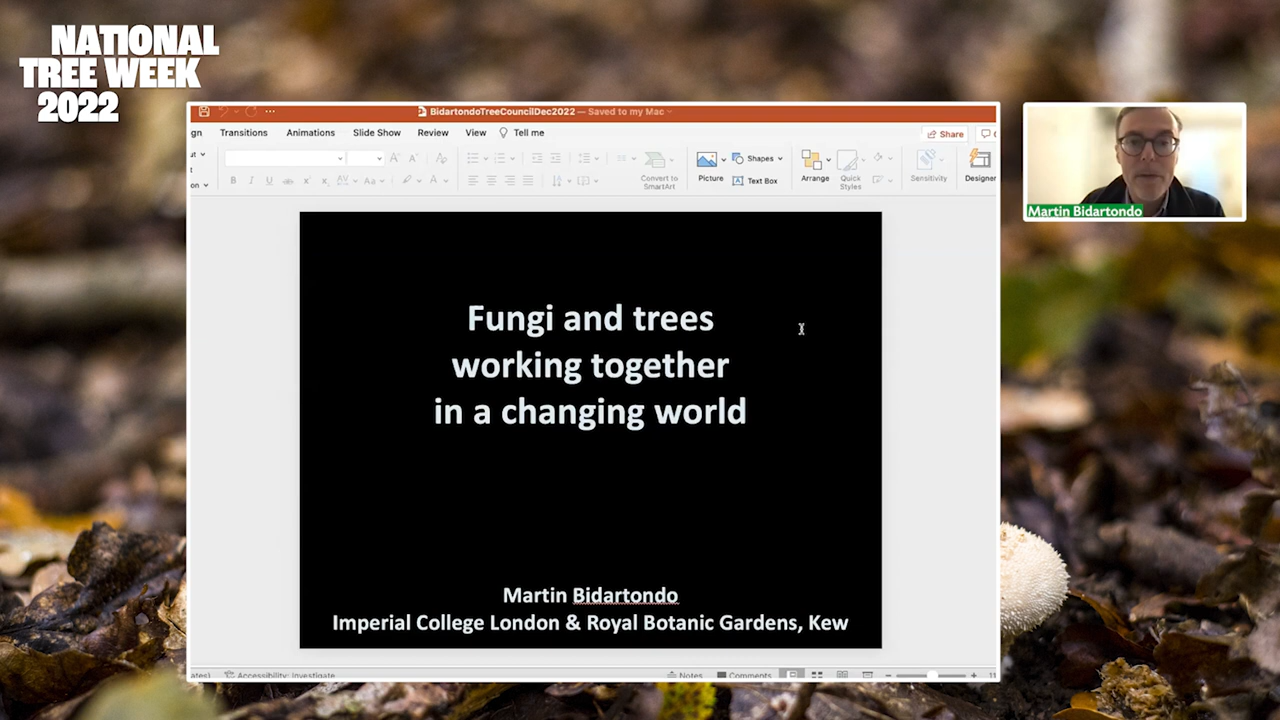 NATIONAL
TREE WEEK
2022
BidartondoTreeCouncilDec2022 — Saved to my Mac
gn Transitions Animations Slide Show Review View Tell me Share
Convert to
SmartArt
Picture
Shapes
Text Box
Arrange
Quick
Styles
Sensitivity
Designer
Martin Bidartondo
Fungi and trees
working together
in a changing world
Martin Bidartondo
Imperial College London & Royal Botanic Gardens, Kew
Accessibility: Investigate Notes Comments